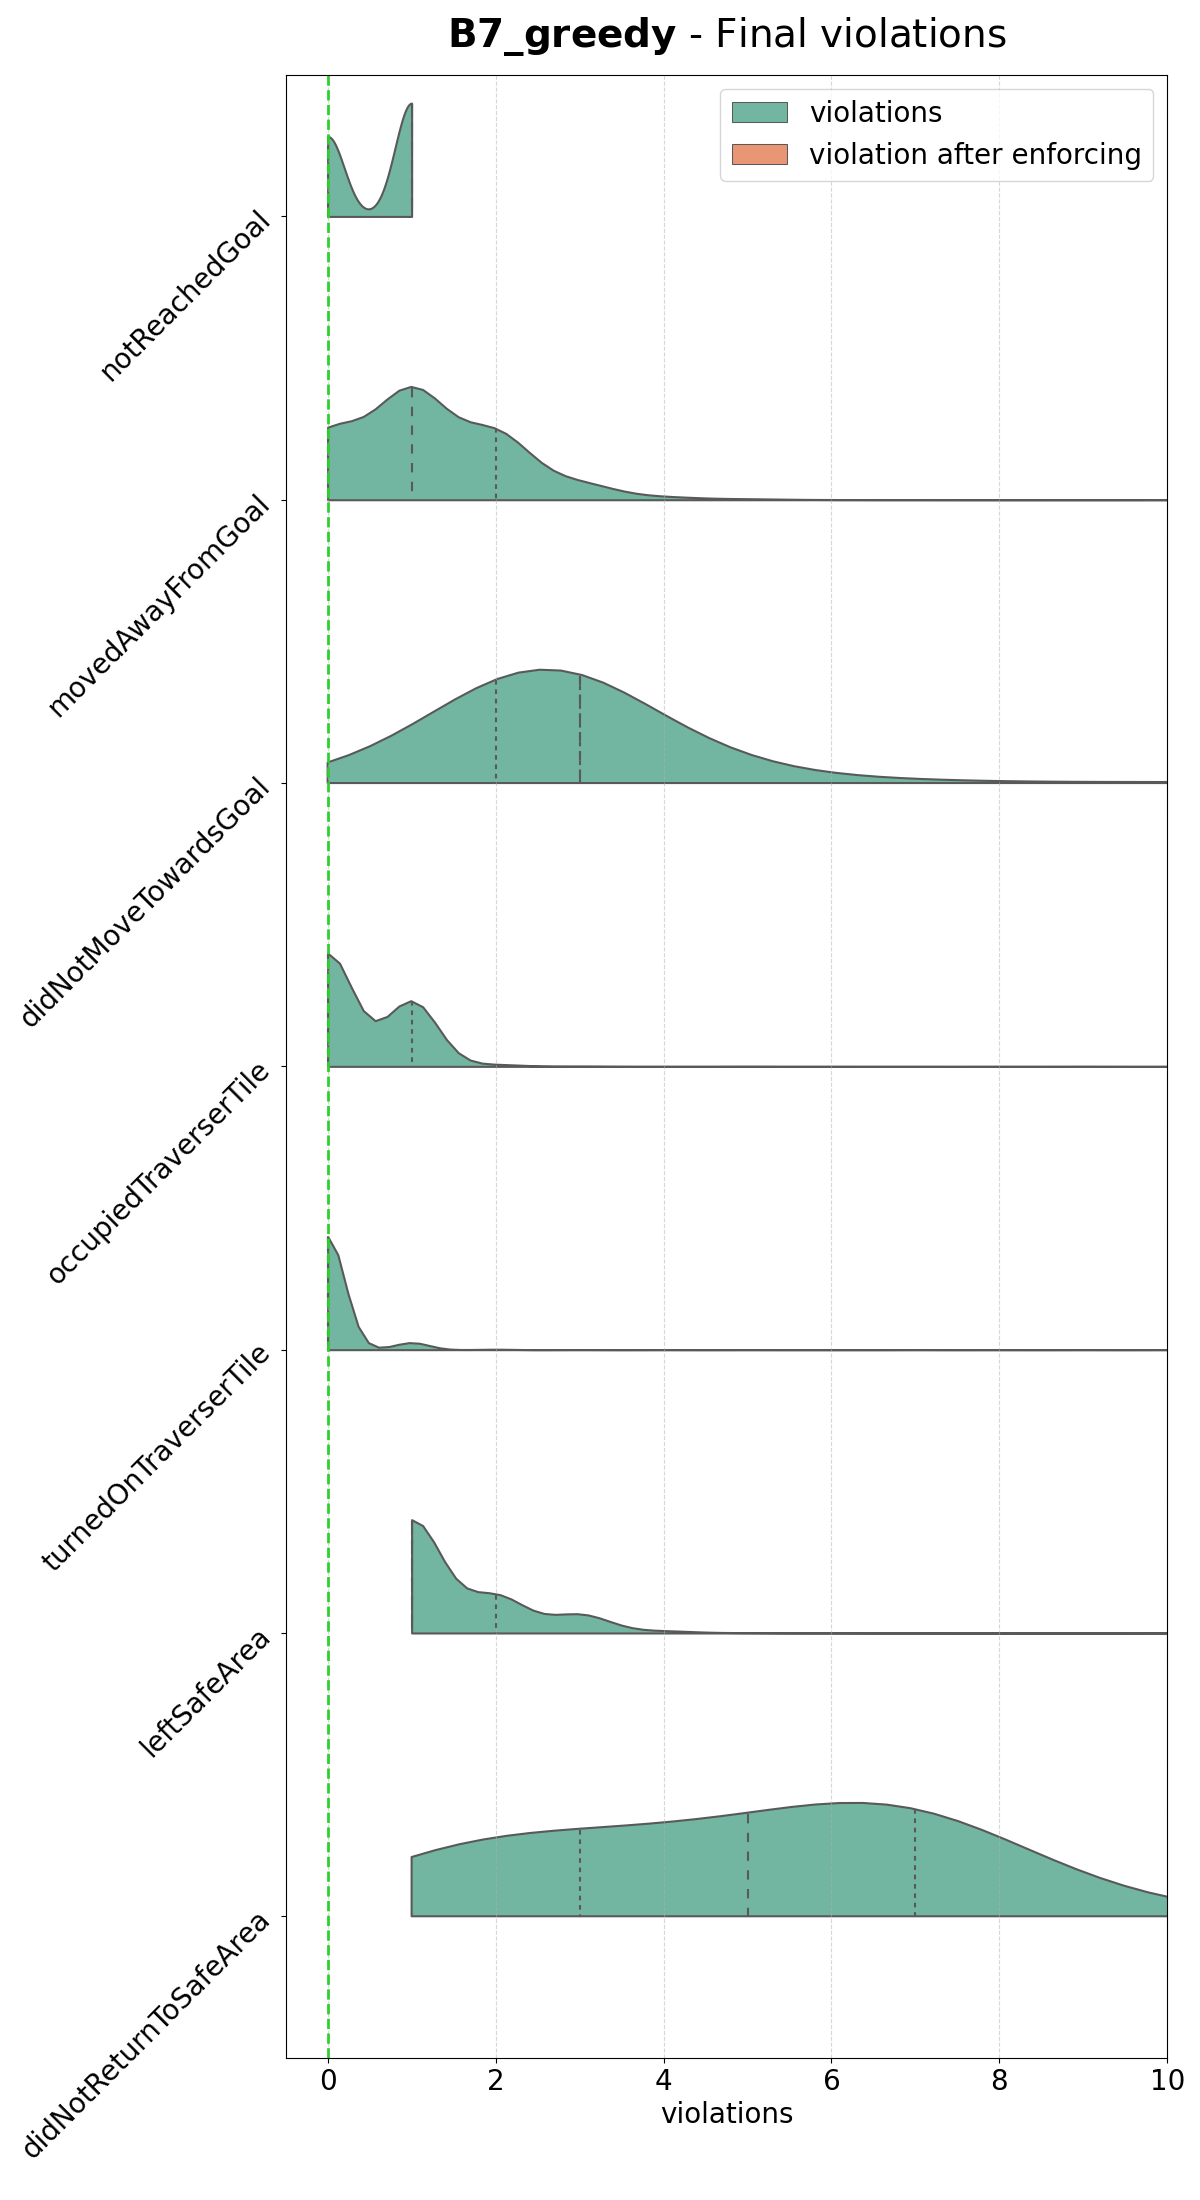 B7_greedy - Final violations
violations
violation after enforcing
notReachedGoal
movedAwayFromGoal
didNotMoveTowardsGoal
occupiedTraverserTile
turnedOnTraverserTile
leftSafeArea
didNotReturnToSafeArea
0 2 4 6 8 10
violations